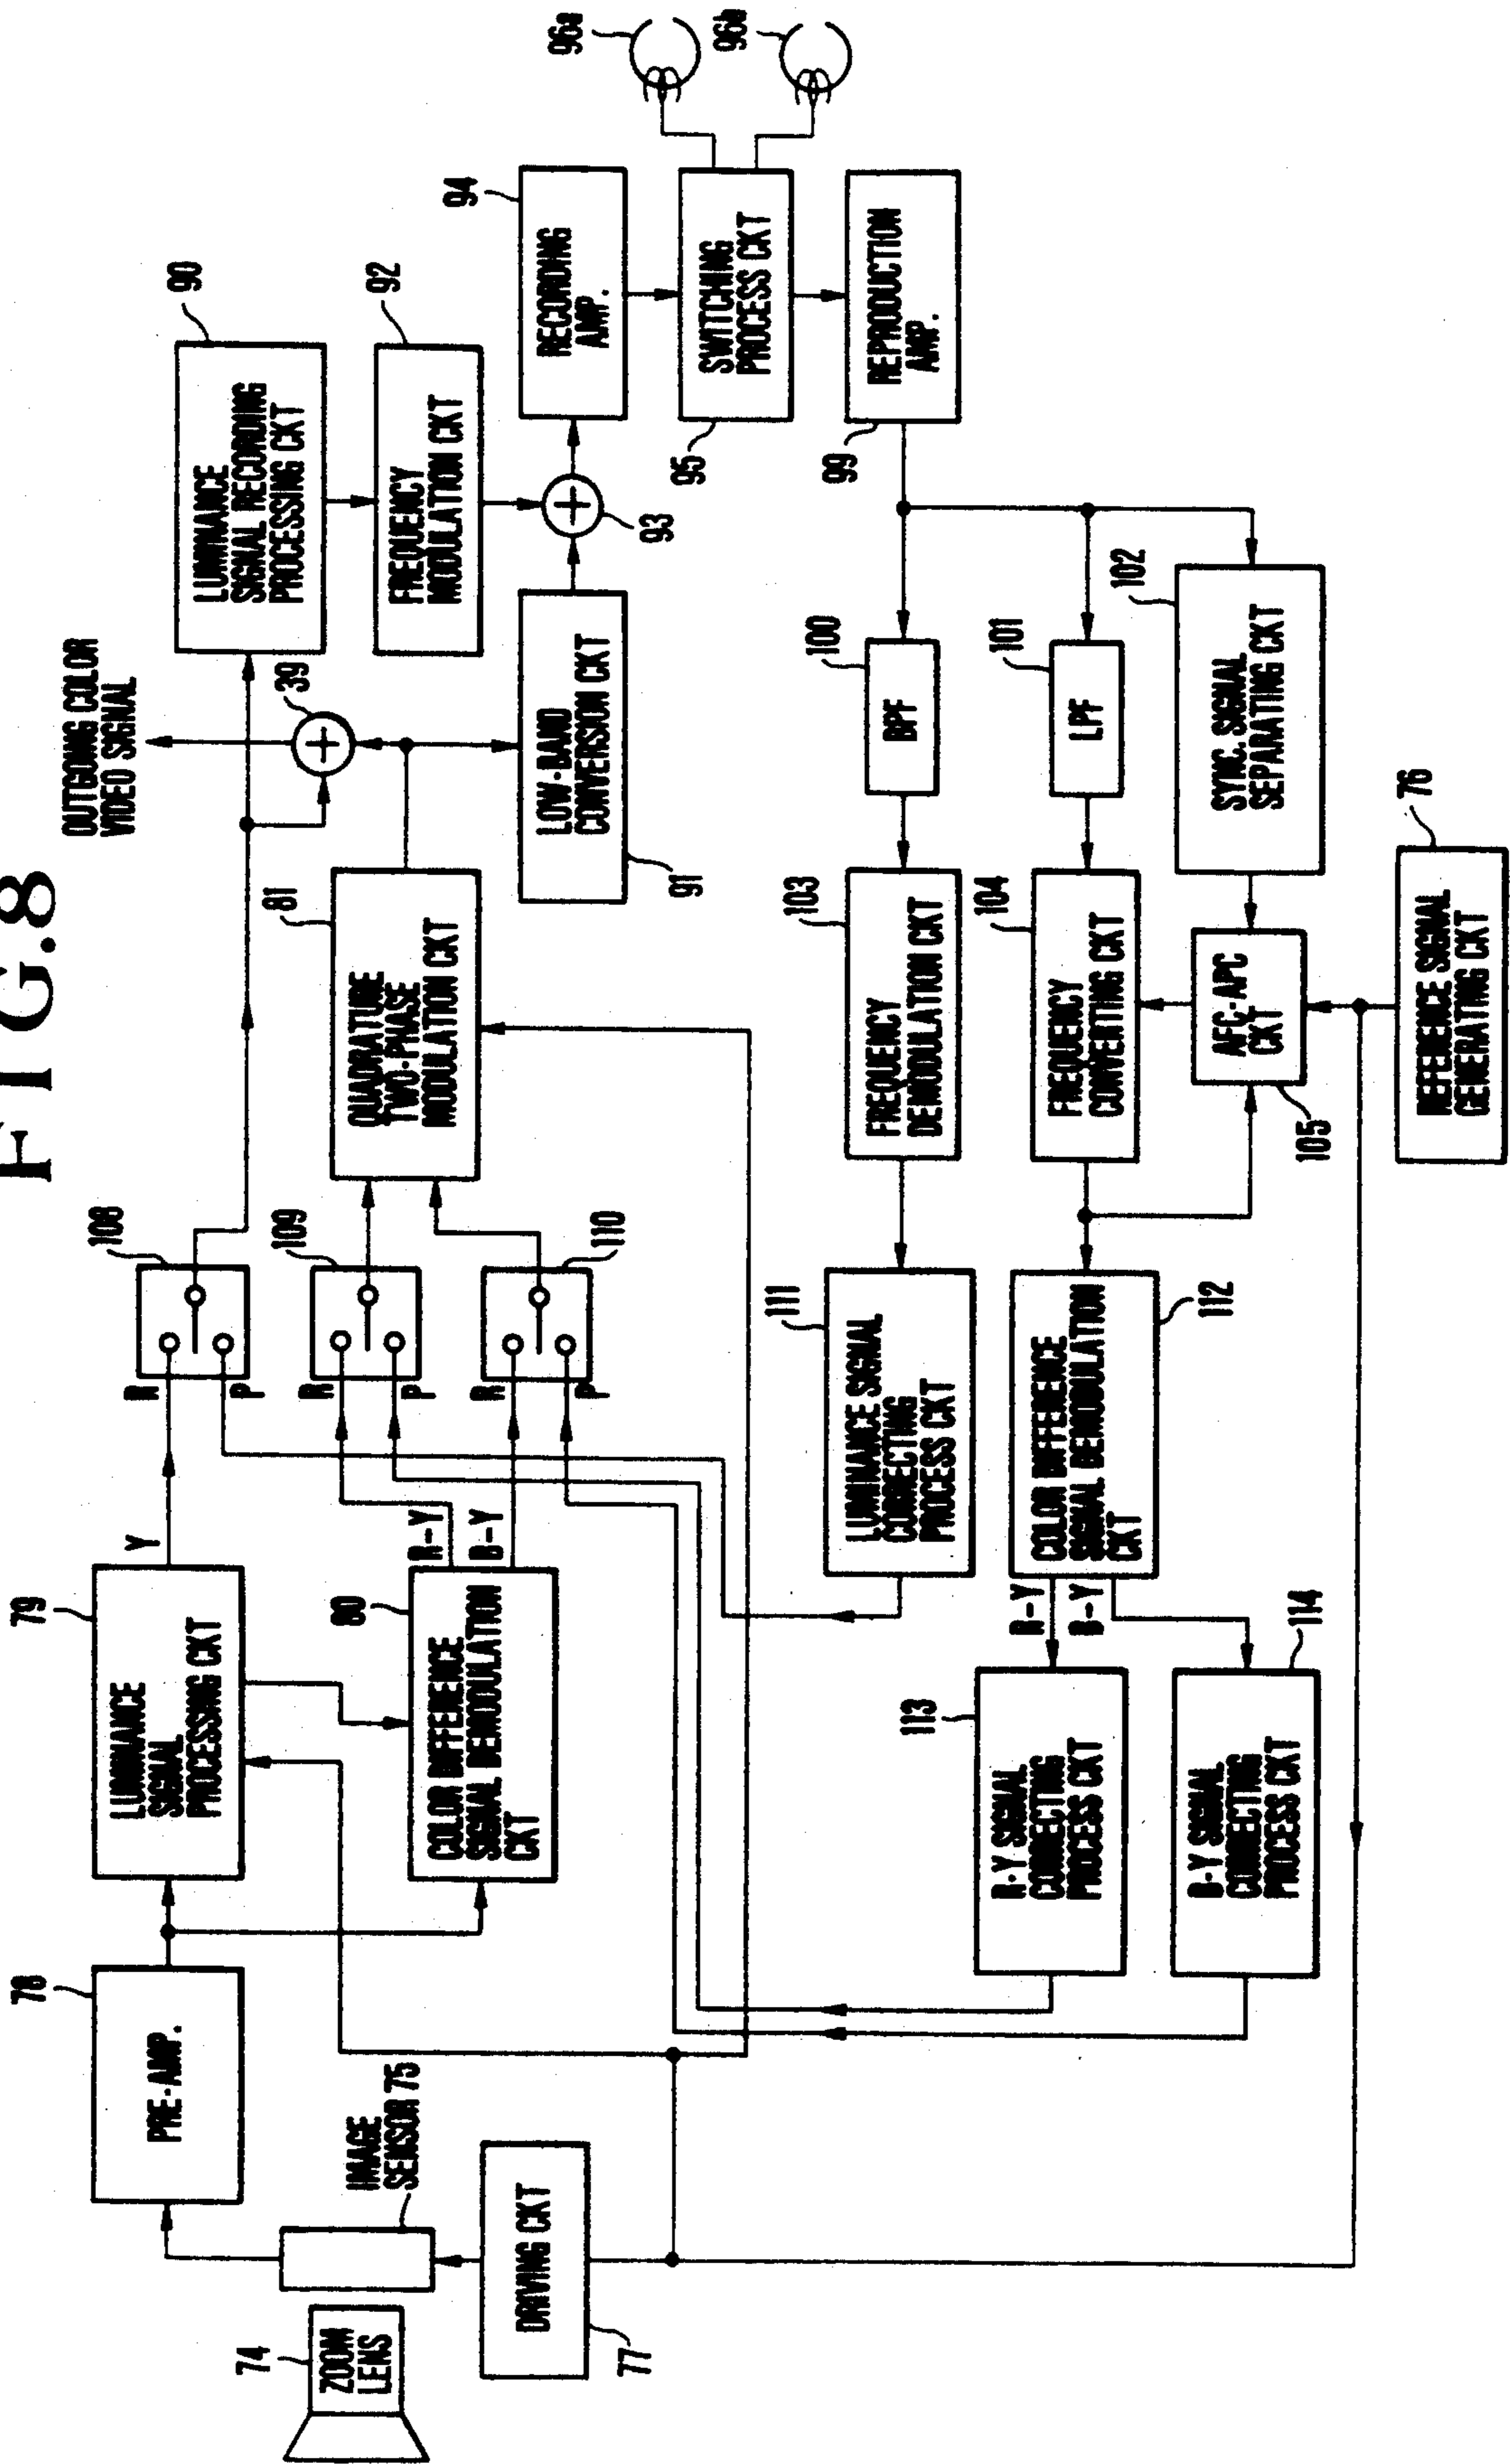 FIG.8
74
ZOOM
LENS
IMAGE
SENSOR 75
DRIVING CKT
77
78
PRE-AMP.
79
LUMINANCE
SIGNAL
PROCESSING CKT
Y
80
COLOR DIFFERENCE
SIGNAL DEMODULATION
CKT
R-Y
B-Y
108
R
P
109
R
P
110
R
P
81
QUADRATURE
TWO-PHASE
MODULATION CKT
OUTGOING COLOR
VIDEO SIGNAL
39
90
LUMINANCE
SIGNAL RECORDING
PROCESSING CKT
92
FREQUENCY
MODULATION CKT
LOW-BAND
CONVERSION CKT
91
93
94
RECORDING
AMP.
SWITCHING
PROCESS CKT
95
96a
96b
REPRODUCTION
AMP.
99
100
BPF
101
LPF
102
SYNC. SIGNAL
SEPARATING CKT
103
FREQUENCY
DEMODULATION CKT
104
FREQUENCY
CONVERTING CKT
AFC-APC
CKT
105
76
REFERENCE SIGNAL
GENERATING CKT
111
LUMINANCE SIGNAL
CORRECTING
PROCESS CKT
COLOR DIFFERENCE
SIGNAL DEMODULATION
CKT
112
R-Y
B-Y
113
R-Y SIGNAL
CORRECTING
PROCESS CKT
114
B-Y SIGNAL
CORRECTING
PROCESS CKT